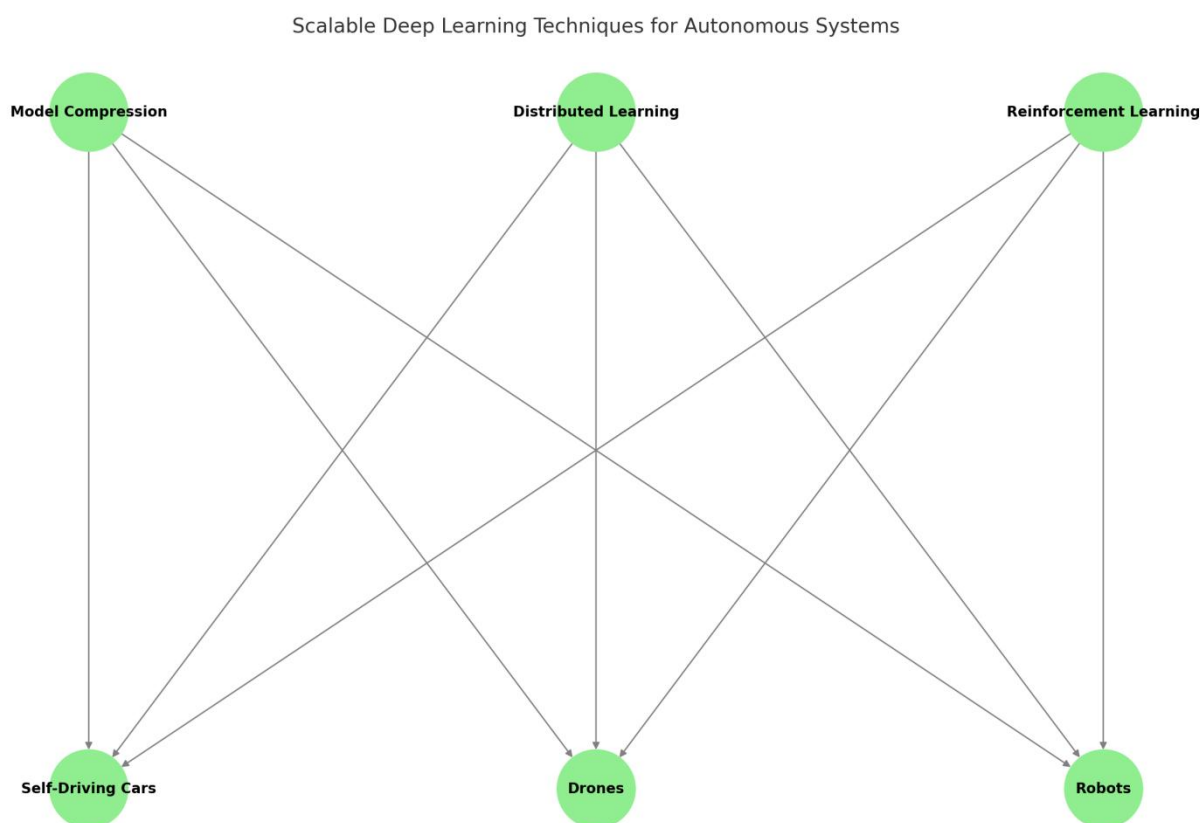 Scalable Deep Learning Techniques for Autonomous Systems
Model Compression
Distributed Learning
Reinforcement Learning
Self-Driving Cars
Drones
Robots